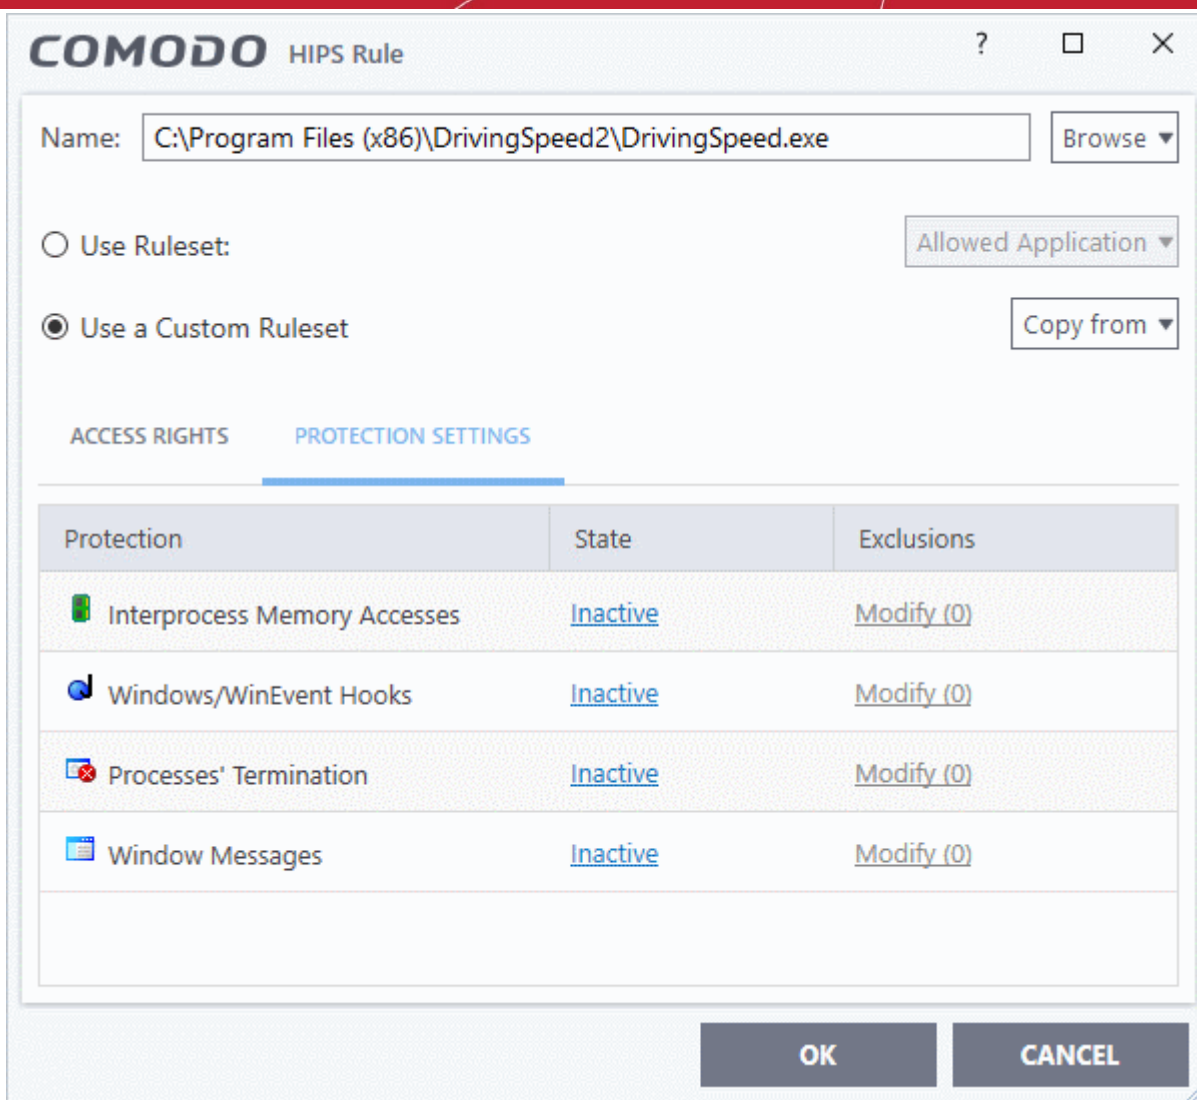 COMODO HIPS Rule ?
Name: C:\Program Files (x86)\DrivingSpeed2\DrivingSpeed.exe Browse
Use Ruleset: Allowed Application
Use a Custom Ruleset Copy from
ACCESS RIGHTS PROTECTION SETTINGS
Protection State Exclusions
Interprocess Memory Accesses Inactive Modify (0)
Windows/WinEvent Hooks Inactive Modify (0)
Processes' Termination Inactive Modify (0)
Window Messages Inactive Modify (0)
OK CANCEL